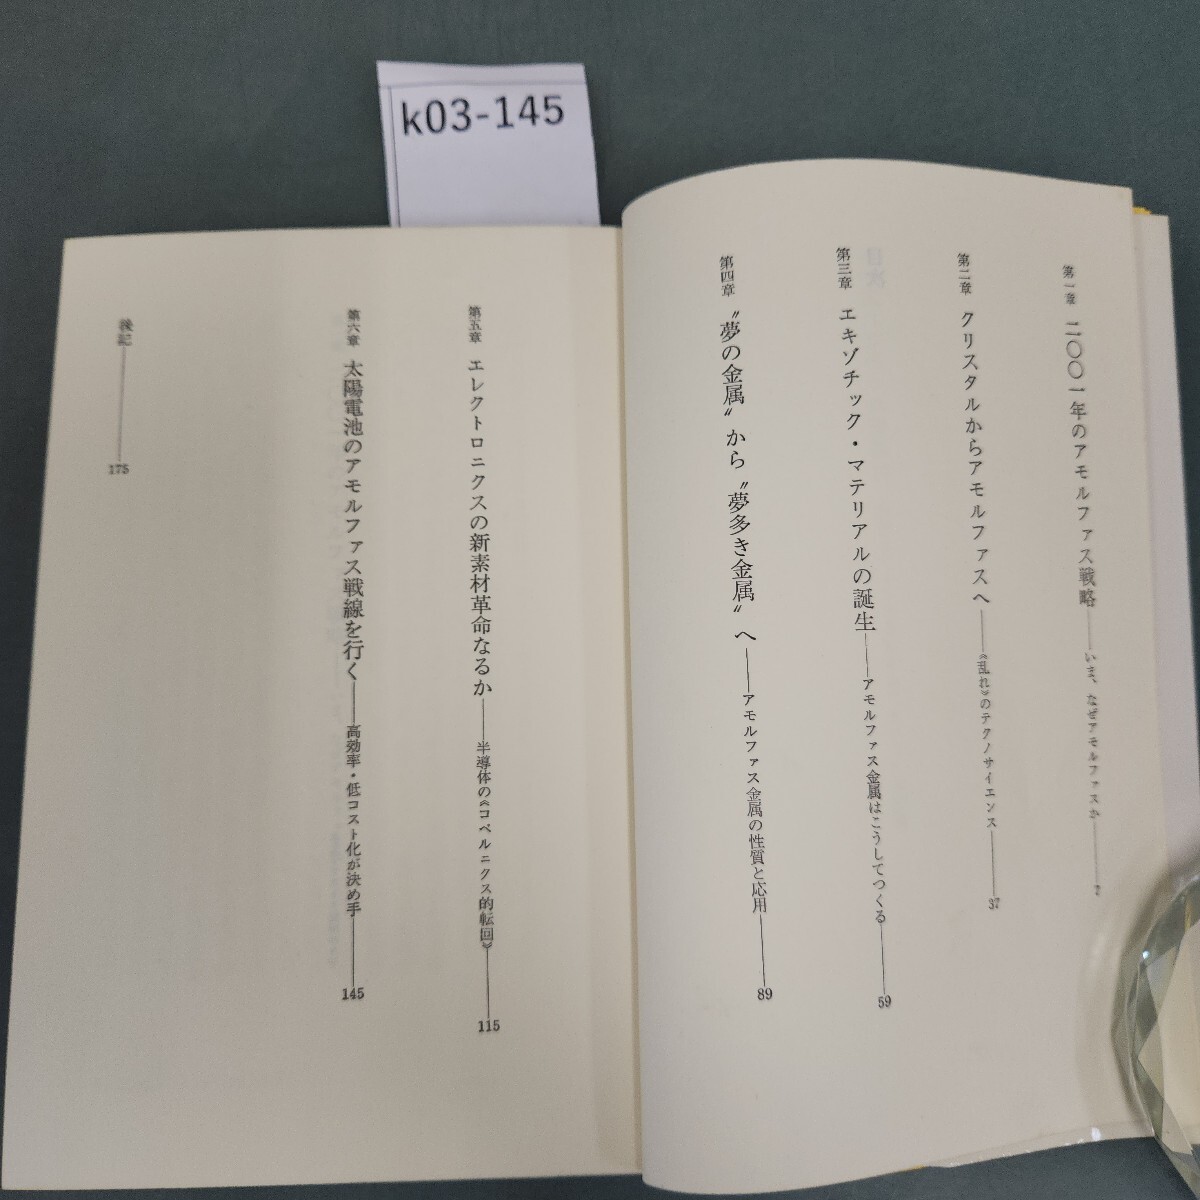 k03-145
第一章 二〇〇一年のアモルファス戦略――いま、なぜアモルファスか――7
第二章 クリスタルからアモルファスへ――《乱れ》のテクノサイエンス――37
第三章 エキゾチック・マテリアルの誕生――アモルファス金属はこうしてつくる――59
第四章 〝夢の金属〟から〝夢多き金属〟へ――アモルファス金属の性質と応用――89
第五章 エレクトロニクスの新素材革命なるか――半導体の《コペルニクス的転回》――115
第六章 太陽電池のアモルファス戦線を行く――高効率・低コスト化が決め手――145
後記――175